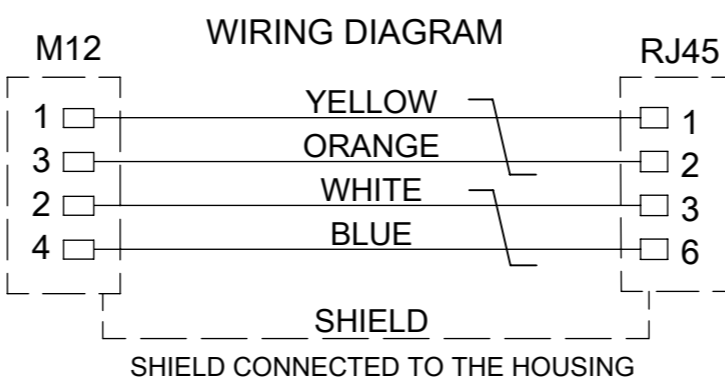 WIRING DIAGRAM
M12 RJ45
1 YELLOW 1
3 ORANGE 2
2 WHITE 3
4 BLUE 6
SHIELD
SHIELD CONNECTED TO THE HOUSING